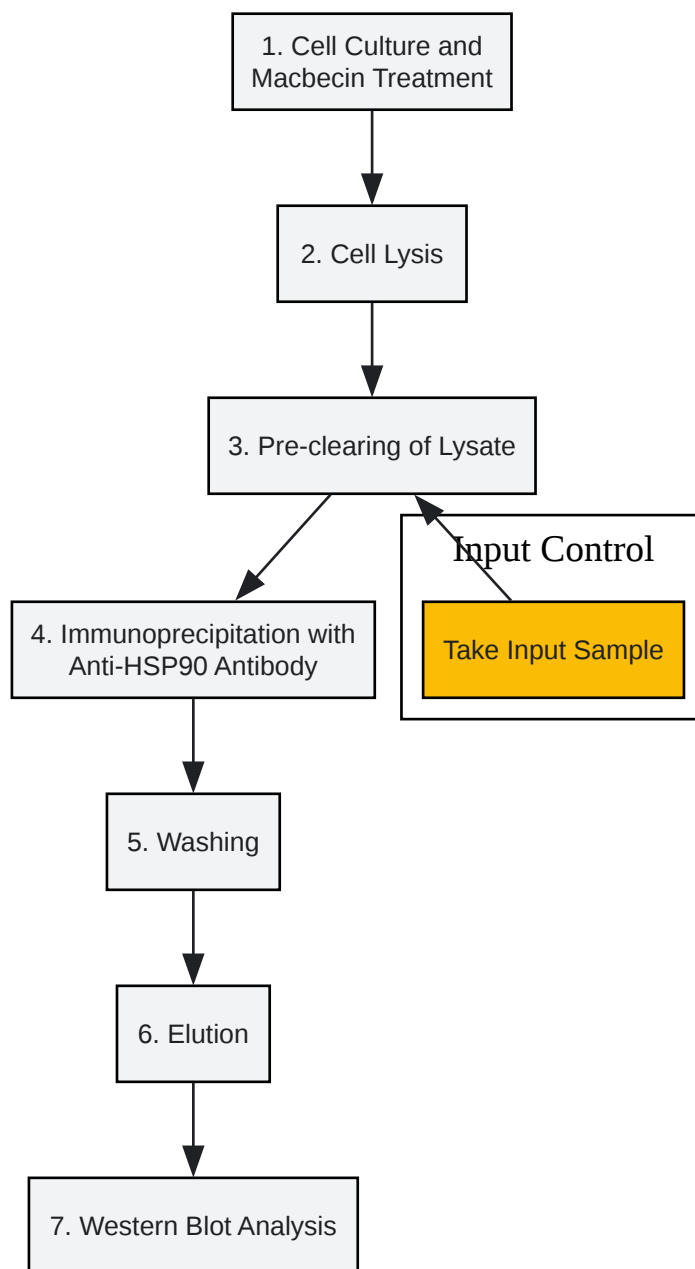 1. Cell Culture and
Macbecin Treatment
2. Cell Lysis
3. Pre-clearing of Lysate
Input Control
4. Immunoprecipitation with
Anti-HSP90 Antibody
Take Input Sample
5. Washing
6. Elution
7. Western Blot Analysis